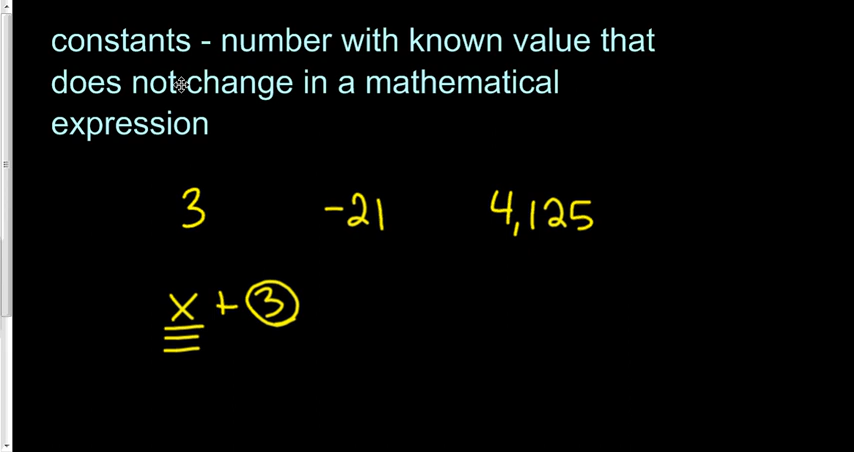 constants - number with known value that
does not change in a mathematical
expression
3 -21 4,125
x + 3